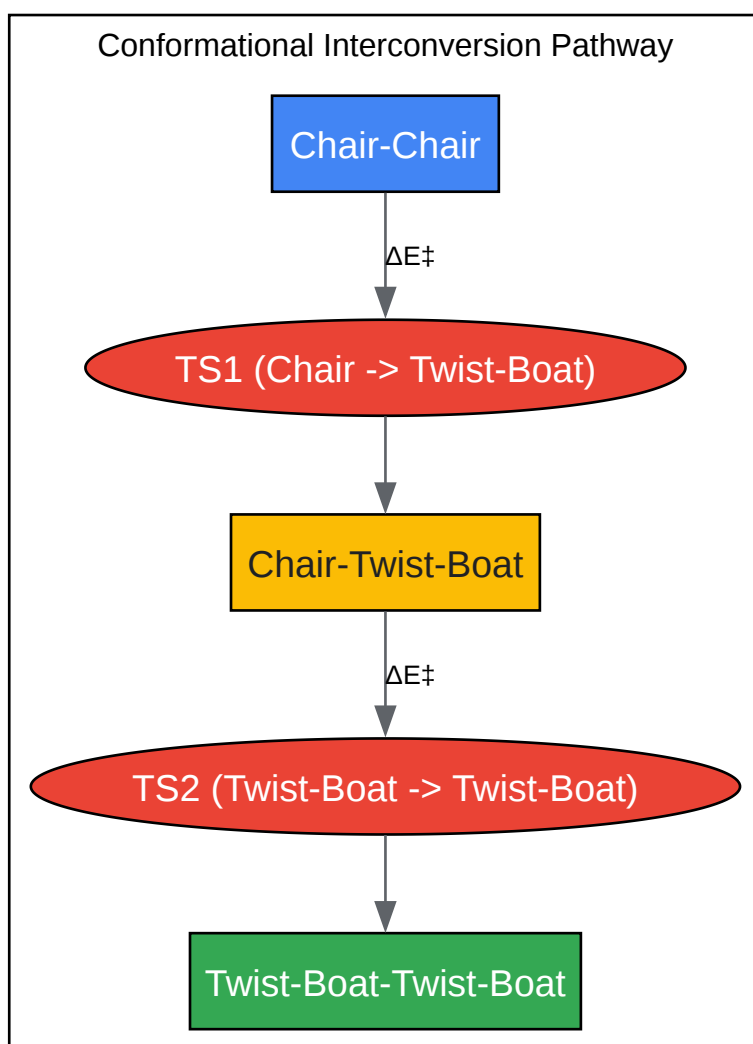 Conformational Interconversion Pathway
Chair-Chair
ΔE‡
TS1 (Chair -> Twist-Boat)
Chair-Twist-Boat
ΔE‡
TS2 (Twist-Boat -> Twist-Boat)
Twist-Boat-Twist-Boat